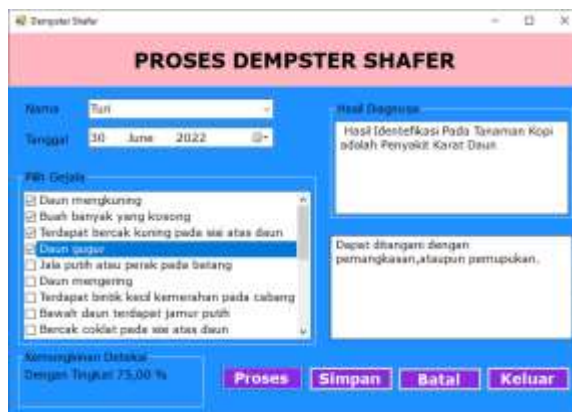 Dempster Shafer
PROSES DEMPSTER SHAFER
Nama
Turi
Tanggal
30 June 2022
Pilih Gejala
Daun mengkuning
Buah banyak yang kosong
Terdapat bercak kuning pada sisi atas daun
Daun gugur
Jala putih atau perak pada batang
Daun mengering
Terdapat bintik kecil kemerahan pada cabang
Bawah daun terdapat jamur putih
Bercak coklat pada sisi atas daun
Hasil Diagnosa
Hasil Identefikasi Pada Tanaman Kopi
adalah Penyakit Karat Daun
Dapat ditangani dengan
pemangkasan,ataupun pemupukan.
Kemungkinan Deteksi
Dengan Tingkat 75,00 %
Proses
Simpan
Batal
Keluar